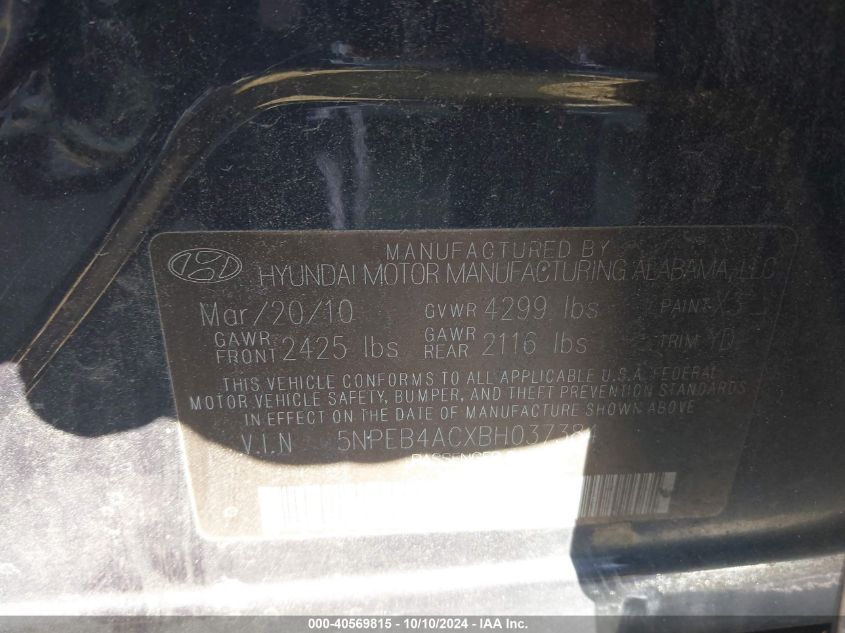 MANUFACTURED BY
HYUNDAI MOTOR MANUFACTURING ALABAMA, LLC
Mar/20/10 GVWR 4299 lbs PAINT
GAWR FRONT 2425 lbs GAWR REAR 2116 lbs TRIM YD
THIS VEHICLE CONFORMS TO ALL APPLICABLE U.S.A. FEDERAL
MOTOR VEHICLE SAFETY, BUMPER, AND THEFT PREVENTION STANDARDS
IN EFFECT ON THE DATE OF MANUFACTURE SHOWN ABOVE
V.I.N
000-40569815 - 10/10/2024 - IAA Inc.